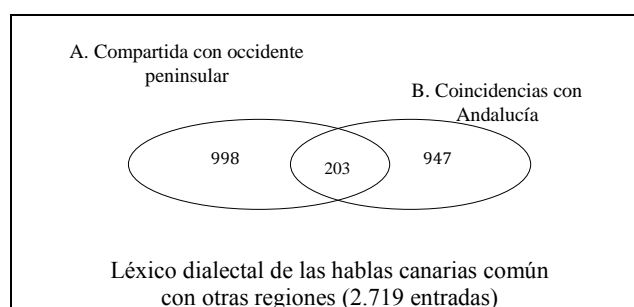 A. Compartida con occidente
peninsular
B. Coincidencias con
Andalucía
998
203
947
Léxico dialectal de las hablas canarias común
con otras regiones (2.719 entradas)